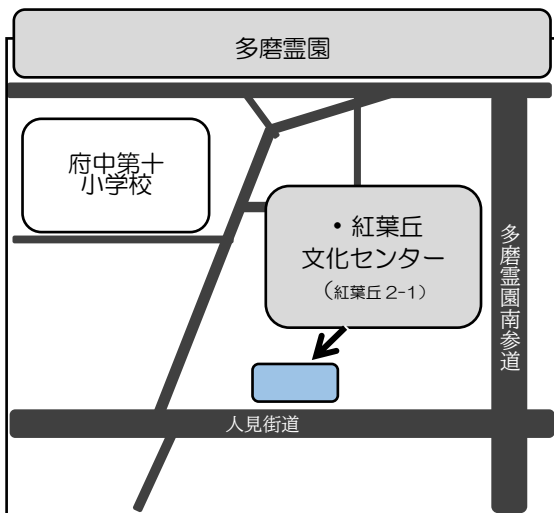 多磨霊園
府中第十
小学校
・紅葉丘
文化センター
（紅葉丘 2-1）
多磨霊園南参道
人見街道